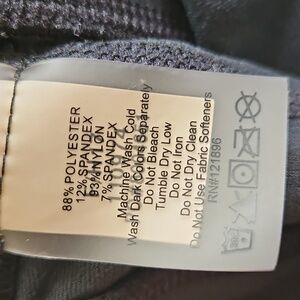 88% POLYESTER
12% SPANDEX
93% NYLON
7% SPANDEX
Machine Wash Cold
Wash Dark Colors Separately
Do Not Bleach
Tumble Dry Low
Do Not Iron
Do Not Dry Clean
Do Not Use Fabric Softeners
RN#121896